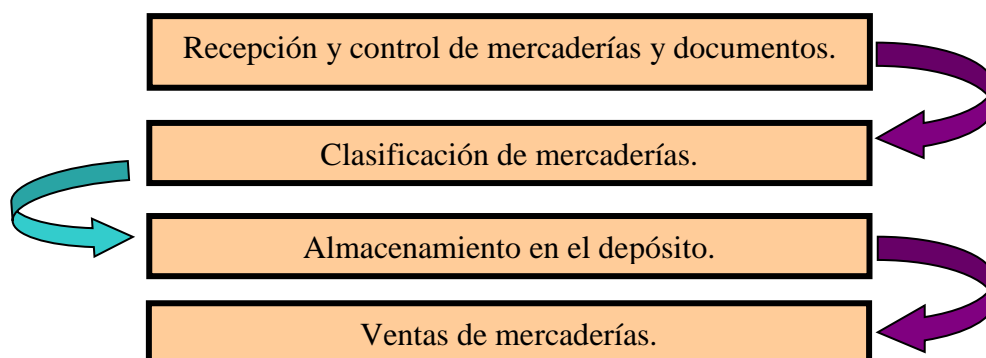 Recepción y control de mercaderías y documentos.
Clasificación de mercaderías.
Almacenamiento en el depósito.
Ventas de mercaderías.